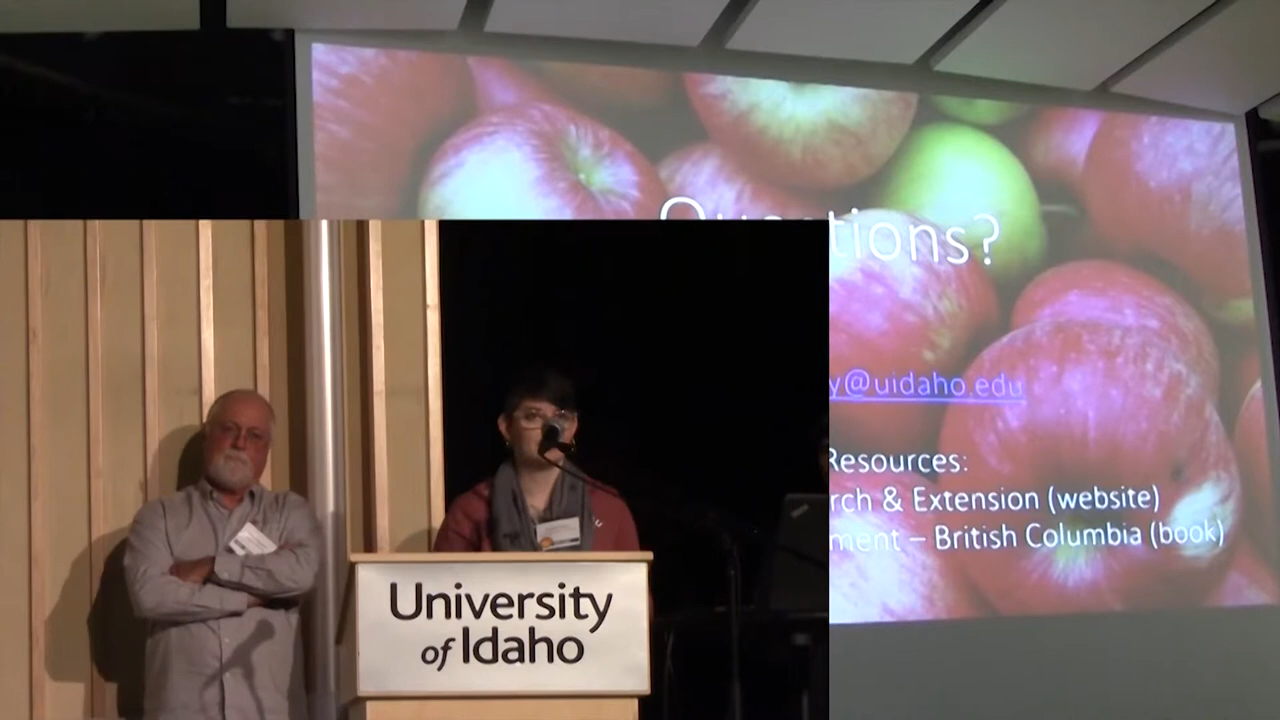 tions?
y@uidaho.edu
Resources:
rch & Extension (website)
ment – British Columbia (book)
University
of Idaho